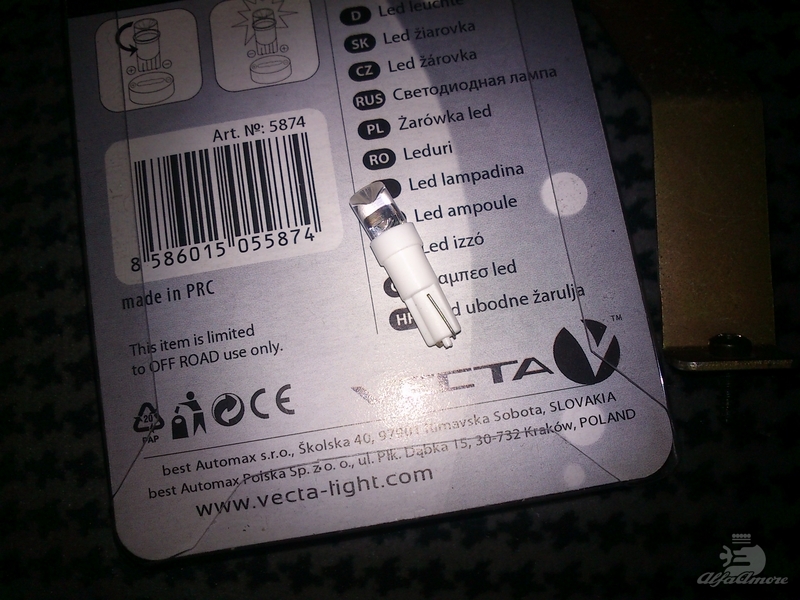 D Led leuchte
SK Led žiarovka
CZ Led žárovka
RUS Светодиодная лампа
PL Żarówka led
RO Leduri
Led lampadina
Led ampoule
Led izzó
led
HR ubodne žarulja
Art. №: 5874
8 586015 055874
made in PRC
This item is limited
to OFF ROAD use only.
20
PAP
CE
VECTA
TM
best Automax s.r.o., Školska 40, 97901 Rimavska Sobota, SLOVAKIA
best Automax Polska Sp. z o. o., ul. Płk. Dąbka 15, 30-732 Kraków, POLAND
www.vecta-light.com
AlfaAmore